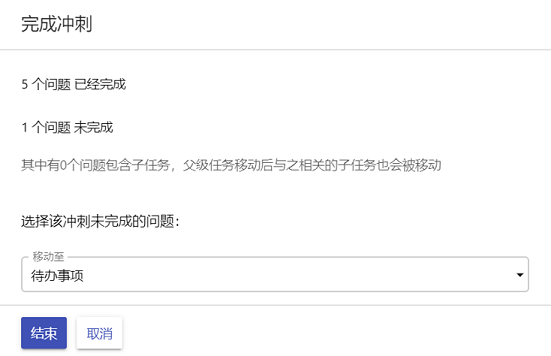 完成冲刺
5 个问题 已经完成
1 个问题 未完成
其中有0个问题包含子任务，父级任务移动后与之相关的子任务也会被移动
选择该冲刺未完成的问题：
移动至
待办事项
结束 取消